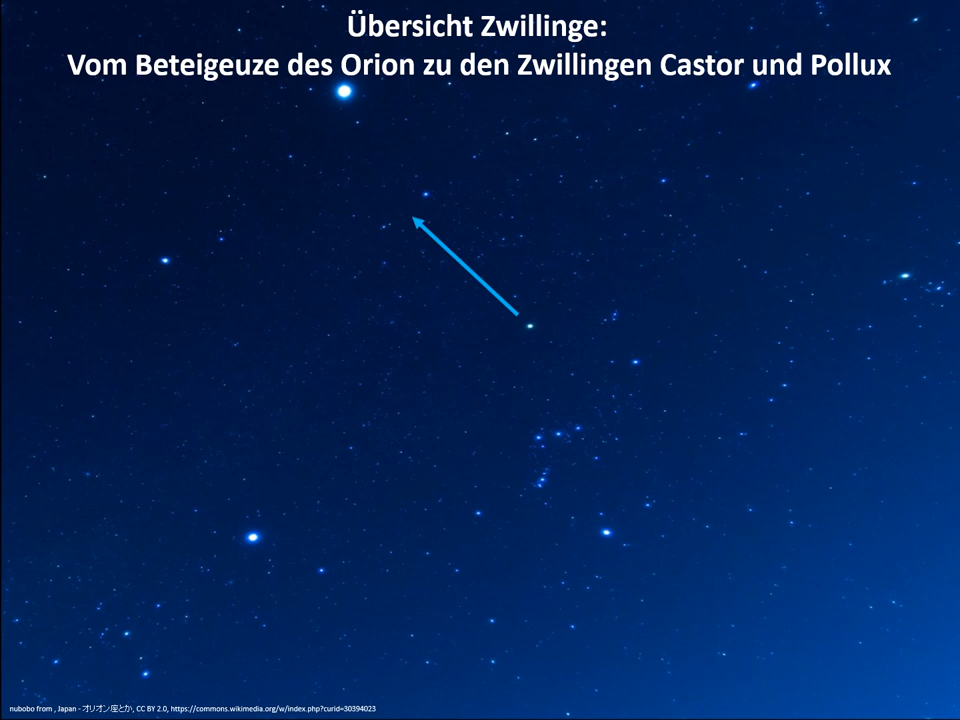 Übersicht Zwillinge:
Vom Beteigeuze des Orion zu den Zwillingen Castor und Pollux
nubobo from , Japan - オリオン座とか, CC BY 2.0, https://commons.wikimedia.org/w/index.php?curid=30394023